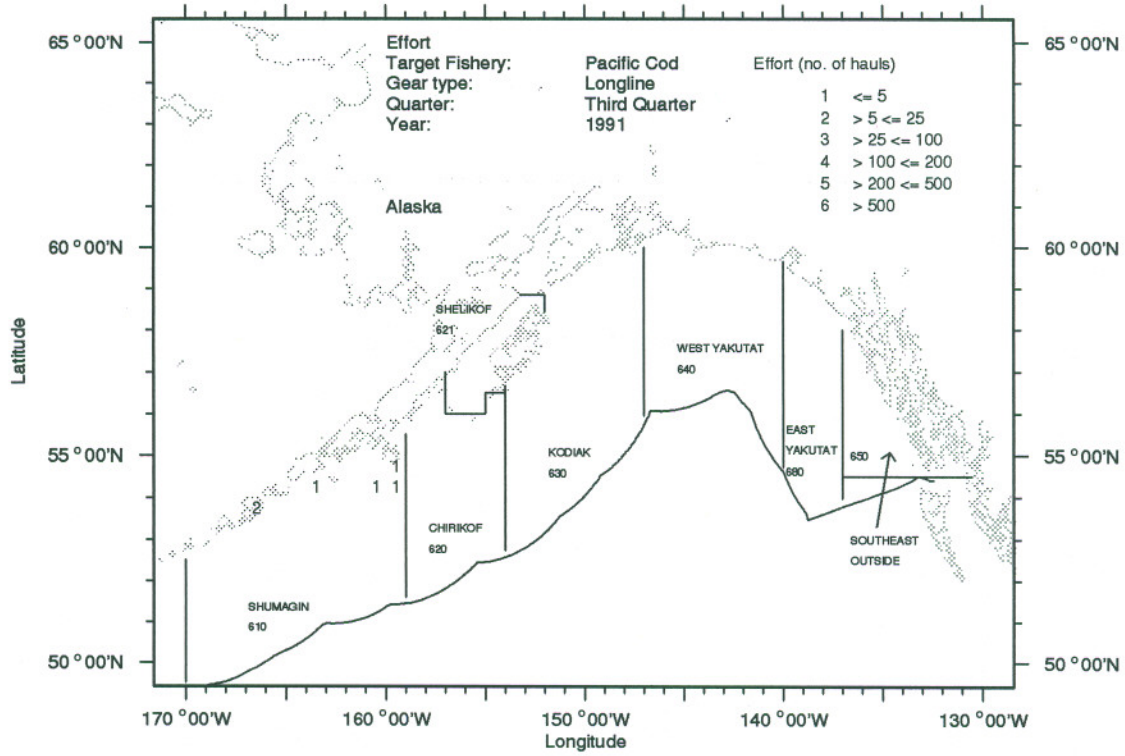 65°00'N
Effort
Target Fishery: Pacific Cod
Gear type: Longline
Quarter: Third Quarter
Year: 1991
Effort (no. of hauls)
1 <= 5
2 > 5 <= 25
3 > 25 <= 100
4 > 100 <= 200
5 > 200 <= 500
6 > 500
65°00'N
Alaska
60°00'N
60°00'N
SHELIKOF
621
WEST YAKUTAT
640
Latitude
55°00'N
55°00'N
KODIAK
630
EAST
YAKUTAT
680
650
1
1 1 1
2
CHIRIKOF
620
SOUTHEAST
OUTSIDE
SHUMAGIN
610
50°00'N
50°00'N
170°00'W 160°00'W 150°00'W 140°00'W 130°00'W
Longitude